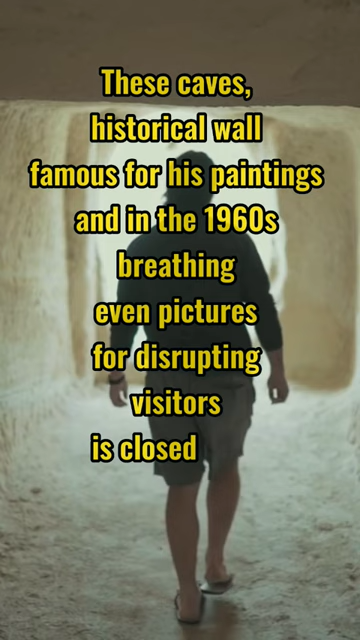 These caves,
historical wall
famous for his paintings
and in the 1960s
breathing
even pictures
for disrupting
visitors
is closed